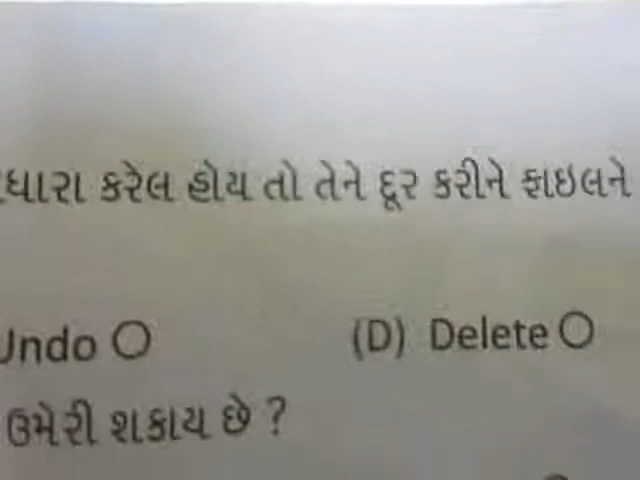 કરેલ હોય તો તેને દૂર કરીને ફાઇલને
Undo O (D) Delete O
ઉમેરી શકાય છે ?